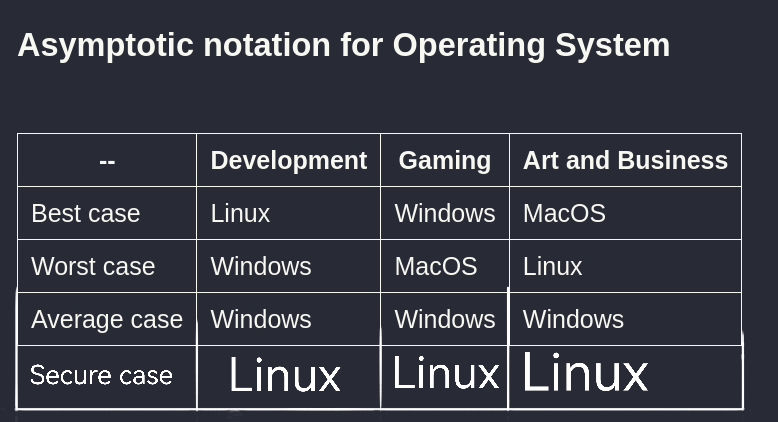 Asymptotic notation for Operating System
-- Development Gaming Art and Business
Best case Linux Windows MacOS
Worst case Windows MacOS Linux
Average case Windows Windows Windows
Secure case Linux Linux Linux